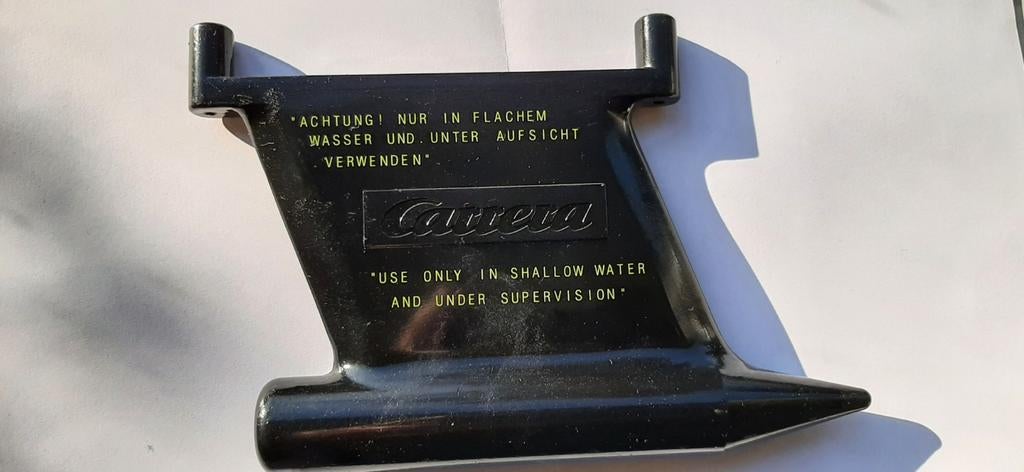 "ACHTUNG! NUR IN FLACHEM
WASSER UND.UNTER AUFSICHT
VERWENDEN"
Carrera
"USE ONLY IN SHALLOW WATER
AND UNDER SUPERVISION"